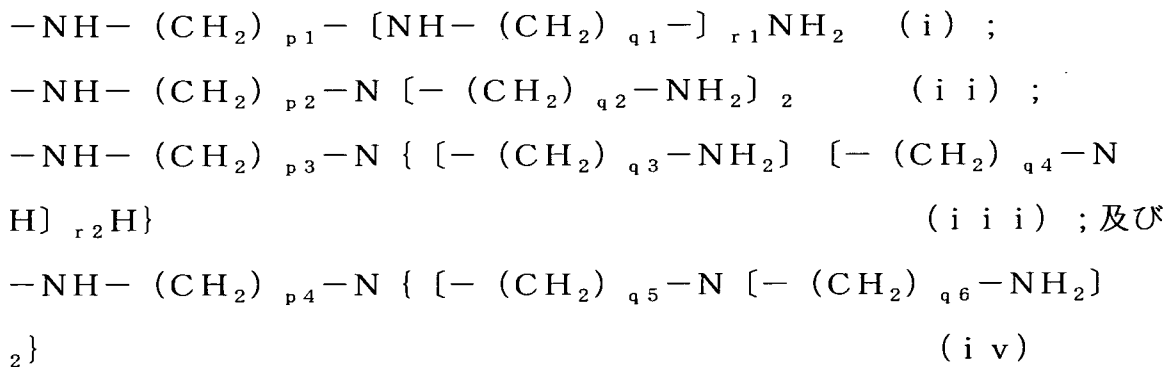 －NH－（CH₂）ₚ₁－〔NH－（CH₂）q₁－〕ᵣ₁NH₂　（ｉ）；
－NH－（CH₂）ₚ₂－N〔－（CH₂）q₂－NH₂〕₂　（ｉｉ）；
－NH－（CH₂）ₚ₃－N｛〔－（CH₂）q₃－NH₂〕〔－（CH₂）q₄－N
H〕ᵣ₂H｝　（ｉｉｉ）；及び
－NH－（CH₂）ₚ₄－N｛〔－（CH₂）q₅－N〔－（CH₂）q₆－NH₂〕
₂｝　（ｉｖ）